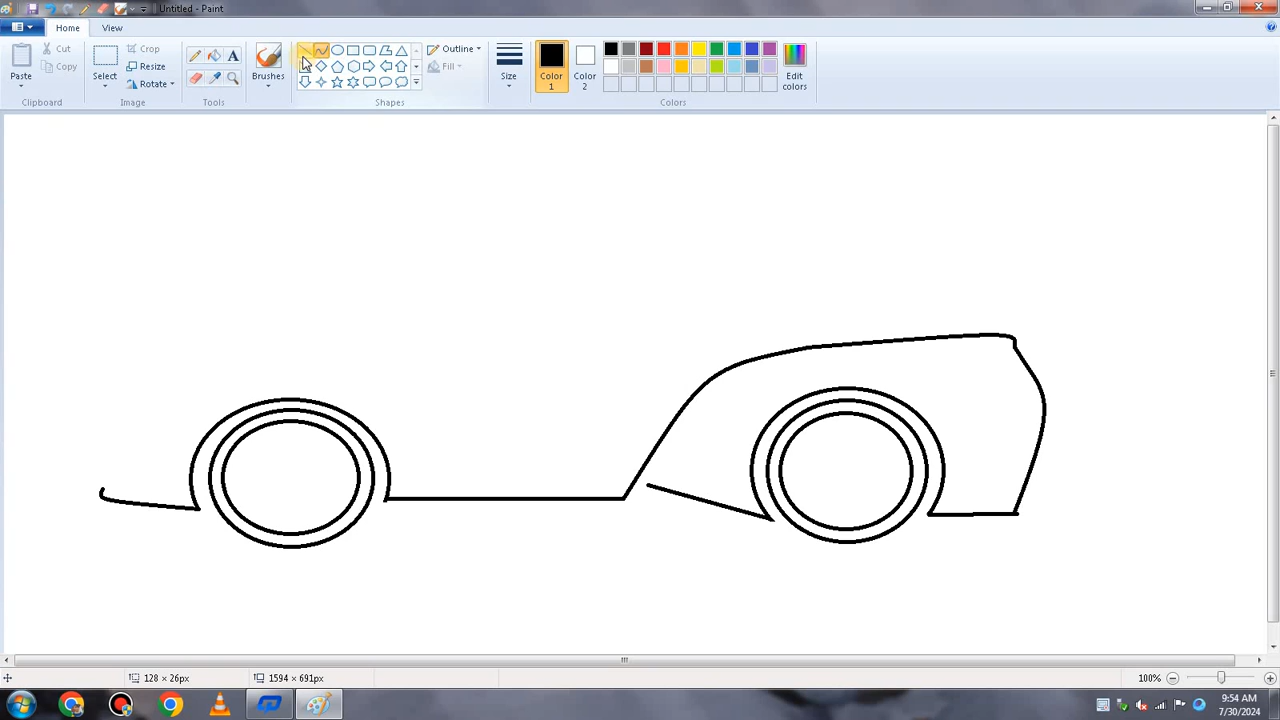 Untitled - Paint
Home
View
Paste
Cut
Copy
Clipboard
Select
Crop
Resize
Rotate
Image
A
Tools
Brushes
Outline
Fill
Shapes
Size
Color
1
Color
2
Edit
colors
Colors
128 × 26px
1594 × 691px
100%
9:54 AM
7/30/2024